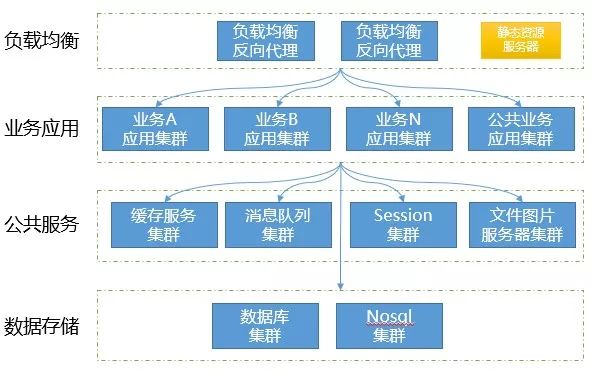 负载均衡
负载均衡
反向代理
负载均衡
反向代理
静态资源
服务器
业务应用
业务A
应用集群
业务B
应用集群
业务N
应用集群
公共业务
应用集群
公共服务
缓存服务
集群
消息队列
集群
Session
集群
文件图片
服务器集群
数据存储
数据库
集群
Nosql
集群